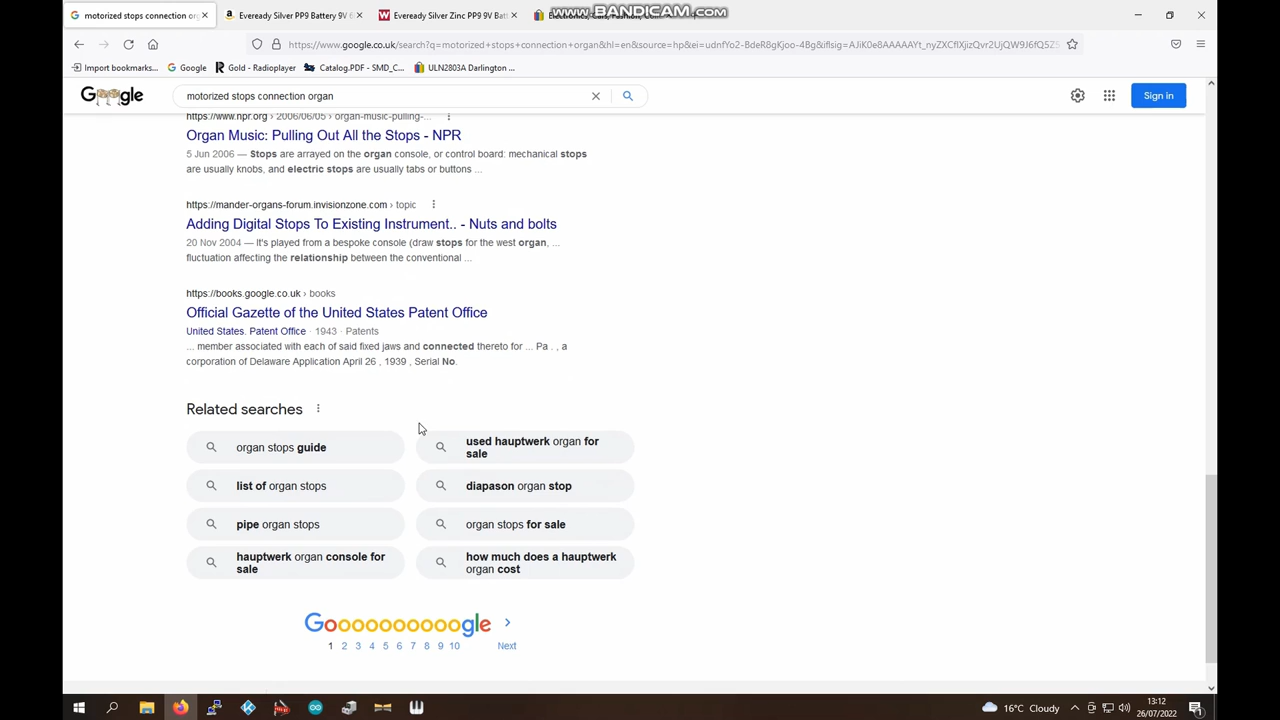 motorized stops connection org
Eveready Silver PP9 Battery 9V
Eveready Silver Zinc PP9 9V Batt
Electronics, Cars, Fashion, Co
www.BANDICAM.com
https://www.google.co.uk/search?q=motorized+stops+connection+organ&hl=en&source=hp&ei=
Import bookmarks...
Google
Gold - Radioplayer
Catalog.PDF - SMD_C...
ULN2803A Darlington ...
Google
motorized stops connection organ
Sign in
https://www.npr.org › 2006/06/05 › organ-music-pulling-...
Organ Music: Pulling Out All the Stops - NPR
5 Jun 2006 — Stops are arrayed on the organ console, or control board: mechanical stops
are usually knobs, and electric stops are usually tabs or buttons ...
https://mander-organs-forum.invisionzone.com › topic
Adding Digital Stops To Existing Instrument.. - Nuts and bolts
20 Nov 2004 — It's played from a bespoke console (draw stops for the west organ, ...
fluctuation affecting the relationship between the conventional ...
https://books.google.co.uk › books
Official Gazette of the United States Patent Office
United States. Patent Office · 1943 · Patents
... member associated with each of said fixed jaws and connected thereto for ... Pa . , a
corporation of Delaware Application April 26 , 1939 , Serial No.
Related searches
organ stops guide
used hauptwerk organ for
sale
list of organ stops
diapason organ stop
pipe organ stops
organ stops for sale
hauptwerk organ console for
sale
how much does a hauptwerk
organ cost
Goooooooooogle
1 2 3 4 5 6 7 8 9 10 Next
16°C Cloudy
13:12
26/07/2022